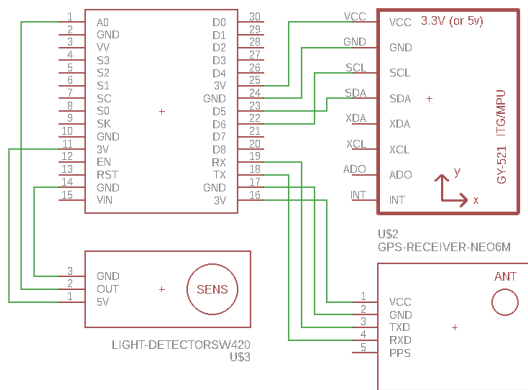 1 A0 D0 30
2 GND D1 29
3 VV D2 28
4 S3 D3 27
5 S2 D4 26
6 S1 3V 25
7 SC GND 24
8 S0 D5 23
9 SK D6 22
10 GND D7 21
11 3V D8 20
12 EN RX 19
13 RST TX 18
14 GND GND 17
15 VIN 3V 16
VCC VCC 3.3V (or 5v)
GND GND
SCL SCL
SDA SDA
XDA XDA
XCL XCL
ADO ADO
INT INT
GY-521 ITG/MPU
y
x
3 GND
2 OUT
1 5V
SENS
LIGHT-DETECTORSW420
U$3
U$2
GPS-RECEIVER-NEO6M
ANT
1 VCC
2 GND
3 TXD
4 RXD
5 PPS